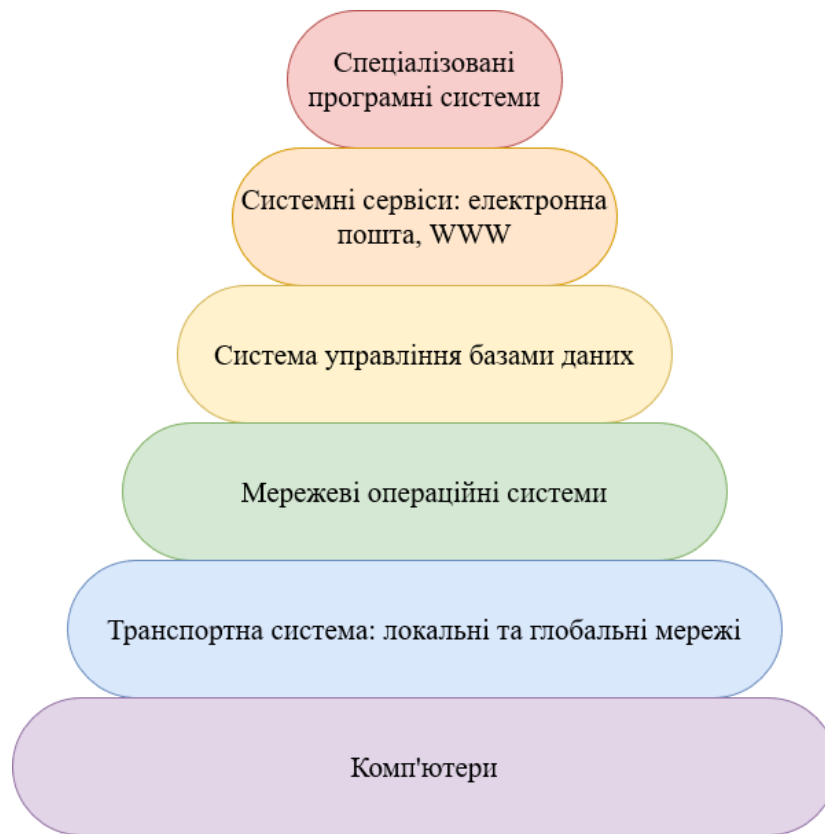 Спеціалізовані
програмні системи
Системні сервіси: електронна
пошта, WWW
Система управління базами даних
Мережеві операційні системи
Транспортна система: локальні та глобальні мережі
Комп'ютери